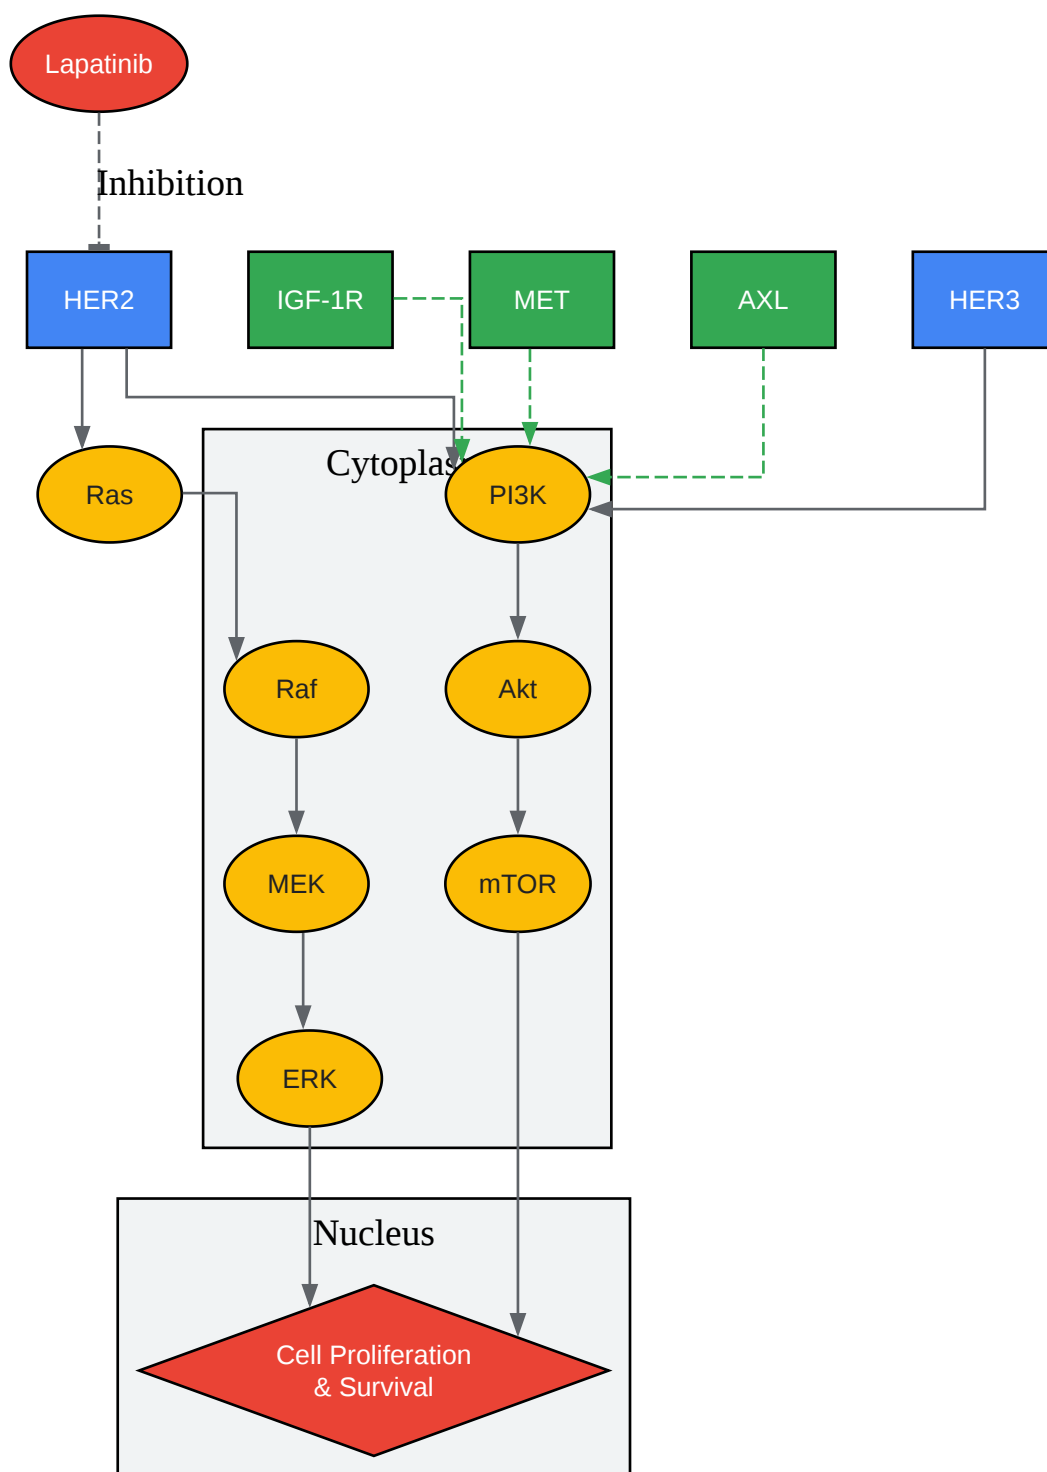 Lapatinib
Inhibition
HER2
IGF-1R
MET
AXL
HER3
Ras
PI3K
Raf
Akt
MEK
mTOR
ERK
Nucleus
Cell Proliferation
& Survival